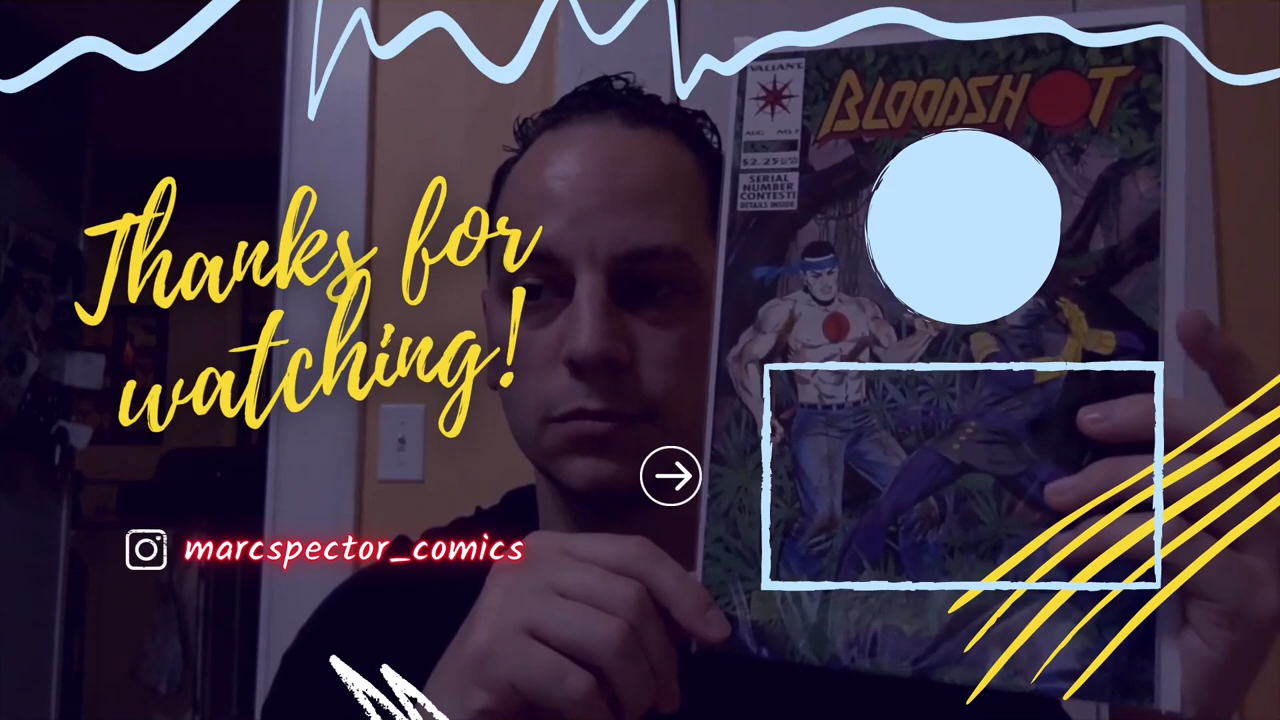 Thanks for
watching!
marcspector_comics
VALIANT
AUG. NO.7
$2.25
SERIAL
NUMBER
CONTEST!
DETAILS INSIDE
BLOODSHOT